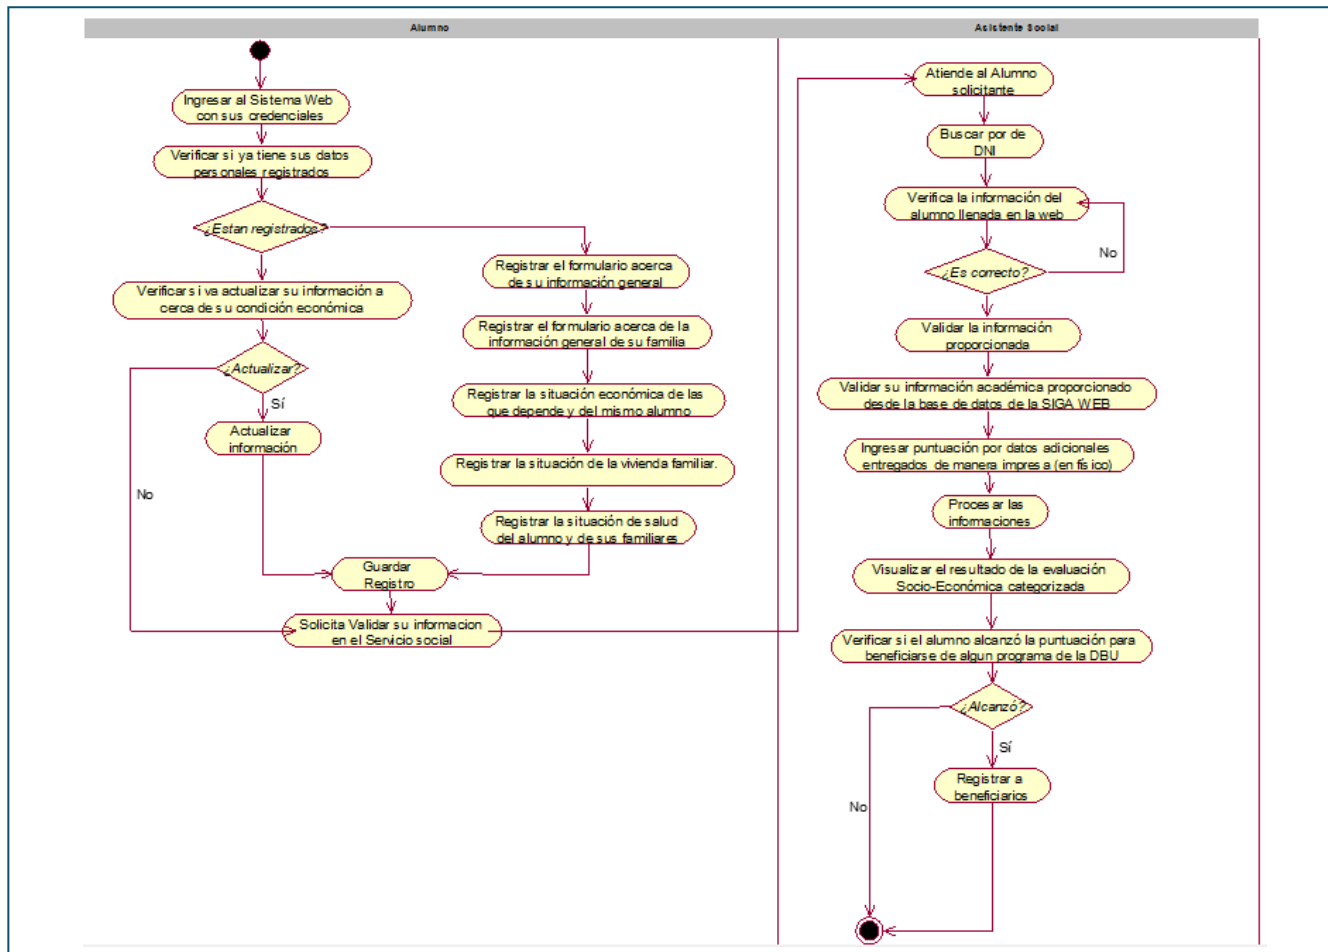 Alumno
Ingresar al Sistema Web
con sus credenciales
Verificar si ya tiene sus datos
personales registrados
¿Estan registrados?
Verificar si va actualizar su información a
cerca de su condición económica
¿Actualizar?
Sí
Actualizar
información
No
Registrar el formulario acerca
de su información general
Registrar el formulario acerca de la
información general de su familia
Registrar la situación económica de las
que depende y del mismo alumno
Registrar la situación de la vivienda familiar.
Registrar la situación de salud
del alumno y de sus familiares
Guardar
Registro
Solicita Validar su informacion
en el Servicio social
Asistente Social
Atiende al Alumno
solicitante
Buscar por de
DNI
Verifica la información del
alumno llenada en la web
No
¿Es correcto?
Validar la información
proporcionada
Validar su información académica proporcionado
desde la base de datos de la SIGA WEB
Ingresar puntuación por datos adicionales
entregados de manera impresa (en físico)
Procesar las
informaciones
Visualizar el resultado de la evaluación
Socio-Económica categorizada
Verificar si el alumno alcanzó la puntuación para
beneficiarse de algun programa de la DBU
¿Alcanzó?
Sí
Registrar a
beneficiarios
No